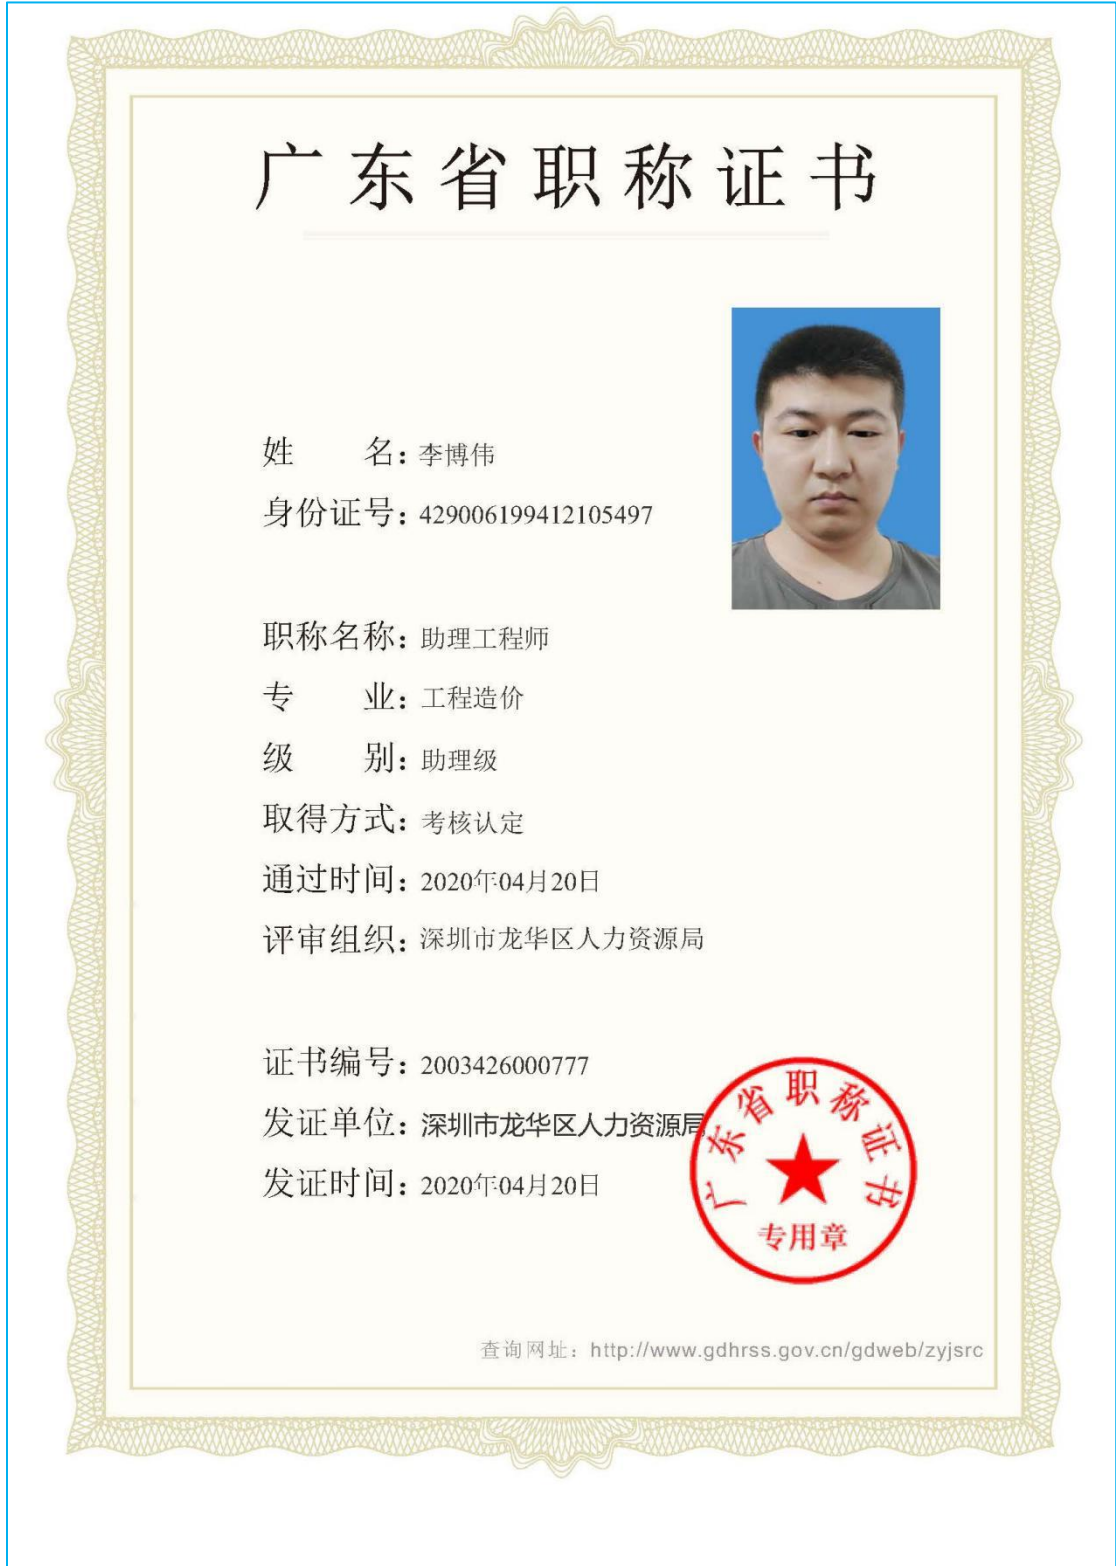 广东省职称证书
姓名：李博伟
身份证号：429006199412105497
职称名称：助理工程师
专业：工程造价
级别：助理级
取得方式：考核认定
通过时间：2020年04月20日
评审组织：深圳市龙华区人力资源局
证书编号：2003426000777
发证单位：深圳市龙华区人力资源局
发证时间：2020年04月20日
广东省职称证书
专用章
查询网址：http://www.gdhrss.gov.cn/gdweb/zyjsrc